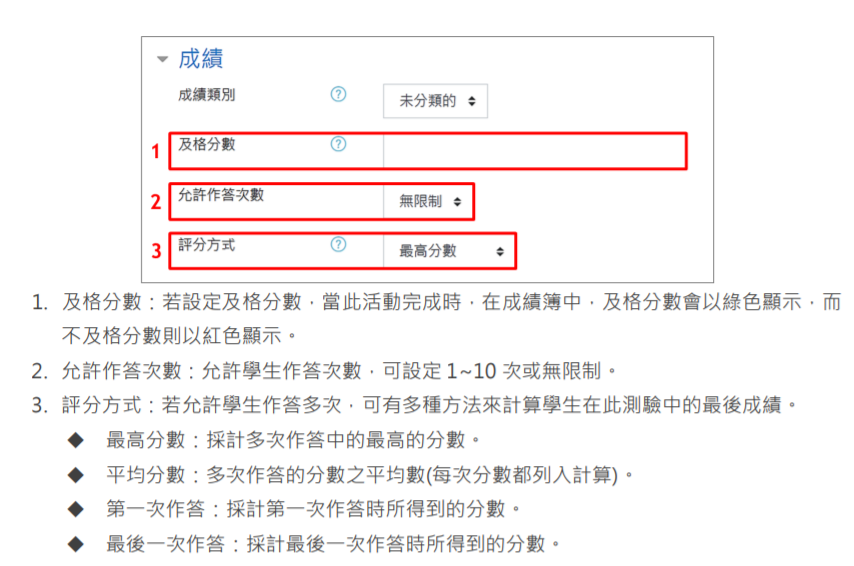 成績
成績類別 ? 未分類的
1 及格分數 ?
2 允許作答次數 無限制
3 評分方式 ? 最高分數
1. 及格分數：若設定及格分數，當此活動完成時，在成績簿中，及格分數會以綠色顯示，而
不及格分數則以紅色顯示。
2. 允許作答次數：允許學生作答次數，可設定 1~10 次或無限制。
3. 評分方式：若允許學生作答多次，可有多種方法來計算學生在此測驗中的最後成績。
◆ 最高分數：採計多次作答中的最高的分數。
◆ 平均分數：多次作答的分數之平均數(每次分數都列入計算)。
◆ 第一次作答：採計第一次作答時所得到的分數。
◆ 最後一次作答：採計最後一次作答時所得到的分數。